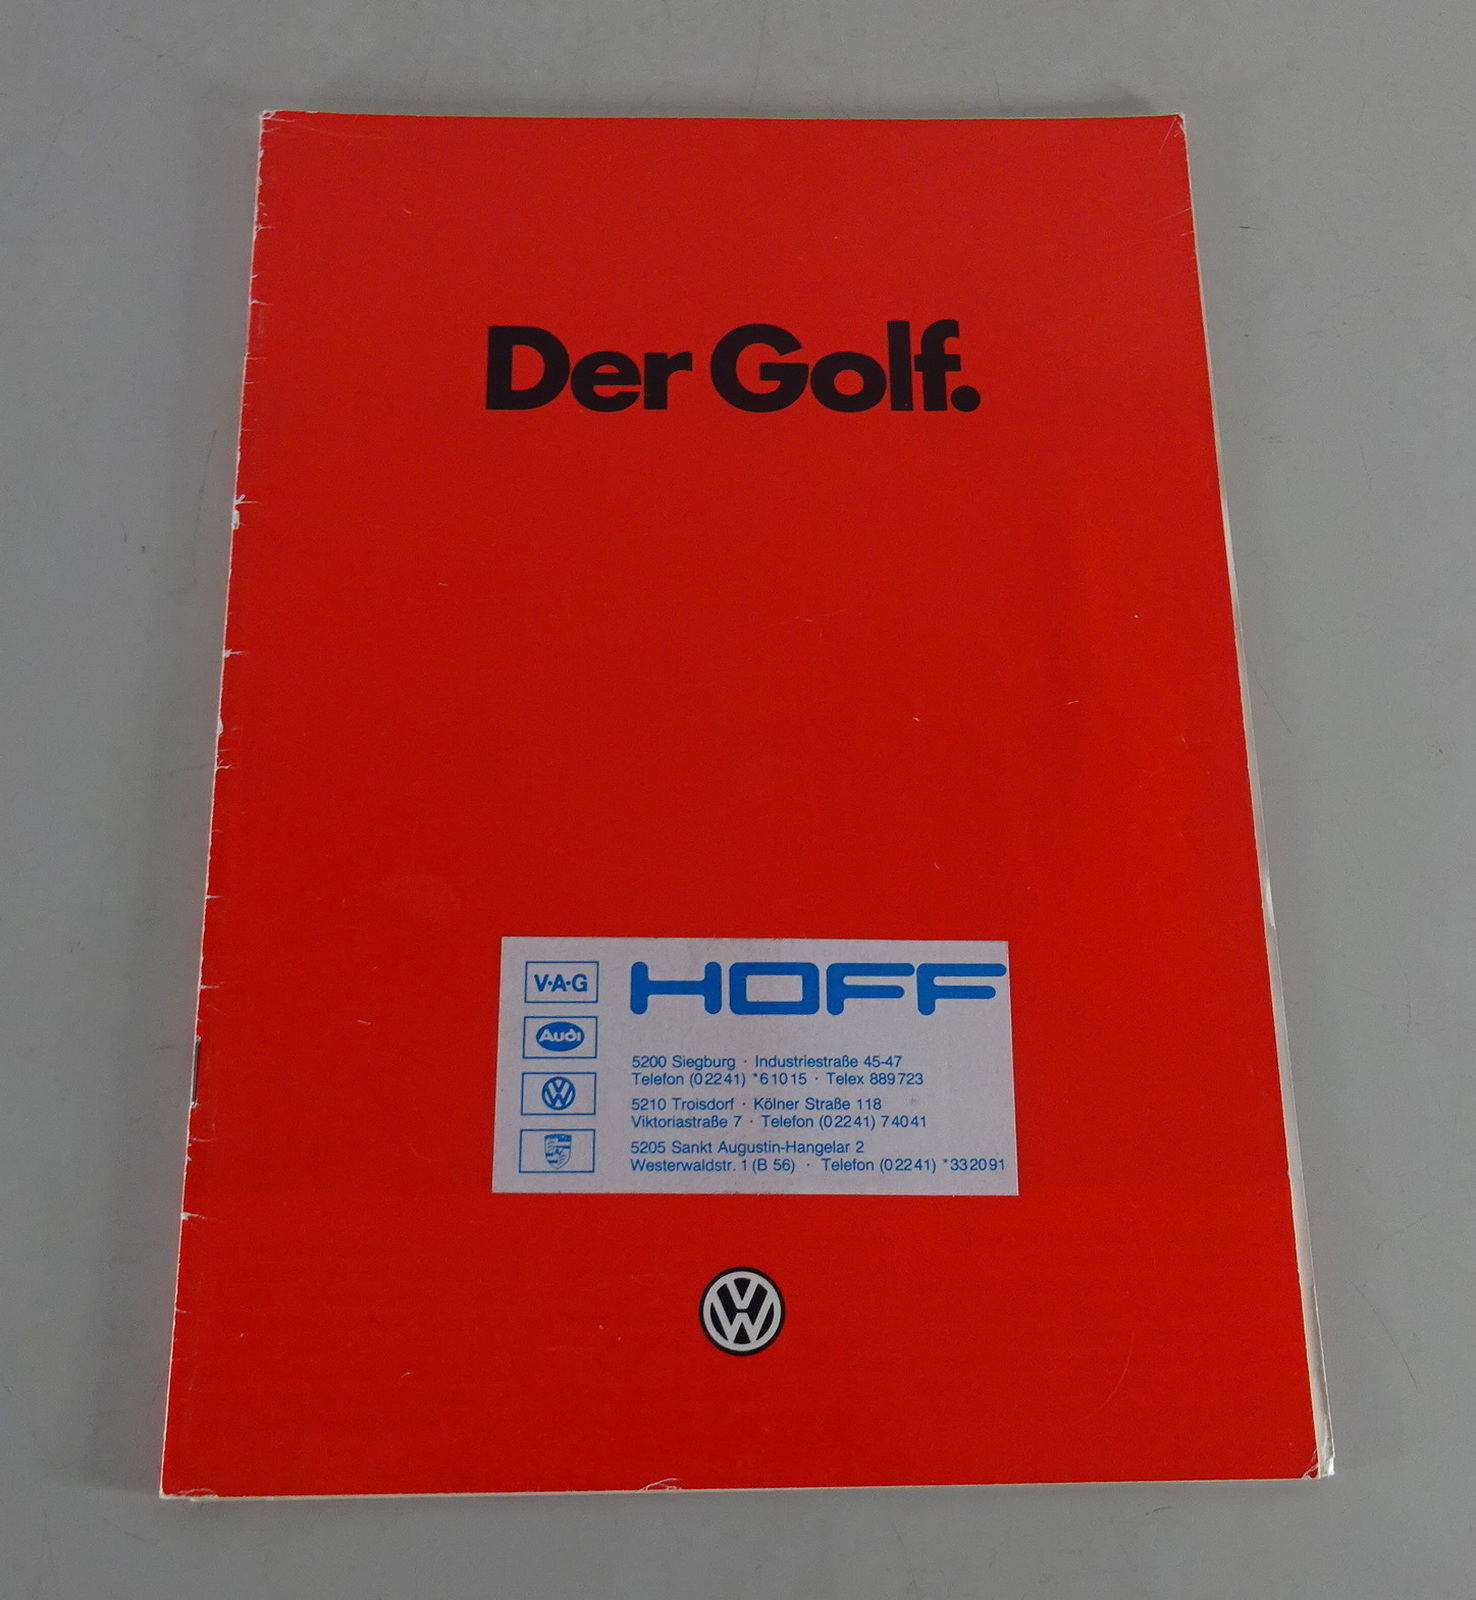 Der Golf.
V·A·G
HOFF
Audi
5200 Siegburg · Industriestraße 45-47
Telefon (02241) *61015 · Telex 889723
5210 Troisdorf · Kölner Straße 118
Viktoriastraße 7 · Telefon (02241) 74041
5205 Sankt Augustin-Hangelar 2
Westerwaldstr. 1 (B 56) · Telefon (02241) *332091